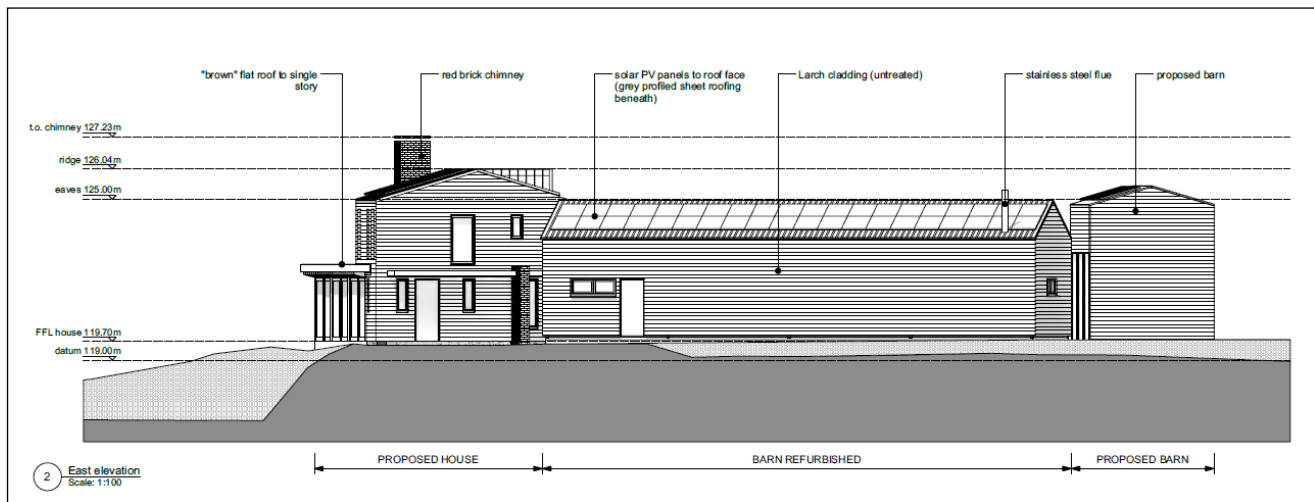 "brown" flat roof to single
story
red brick chimney
solar PV panels to roof face
(grey profiled sheet roofing
beneath)
Larch cladding (untreated)
stainless steel flue
proposed barn
t.o. chimney 127.23m
ridge 126.04m
eaves 125.00m
FFL house 119.70m
datum 119.00m
PROPOSED HOUSE
BARN REFURBISHED
PROPOSED BARN
2
East elevation
Scale: 1:100